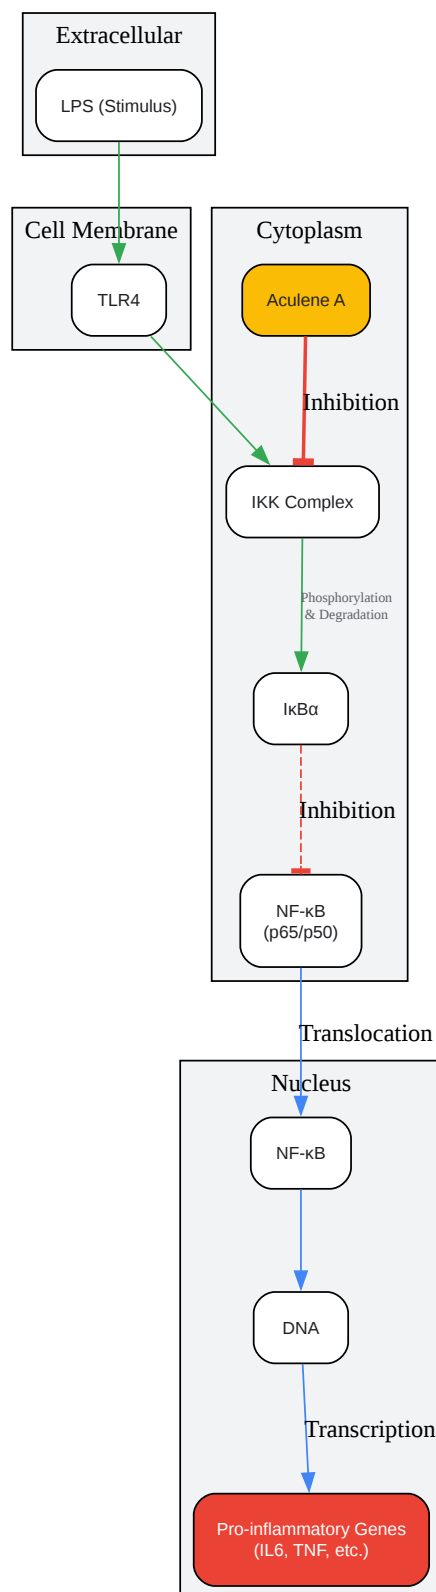 Extracellular
LPS (Stimulus)
Cell Membrane
TLR4
Cytoplasm
Aculene A
Inhibition
IKK Complex
Phosphorylation
& Degradation
IκBα
Inhibition
NF-κB
(p65/p50)
Translocation
Nucleus
NF-κB
DNA
Transcription
Pro-inflammatory Genes
(IL6, TNF, etc.)